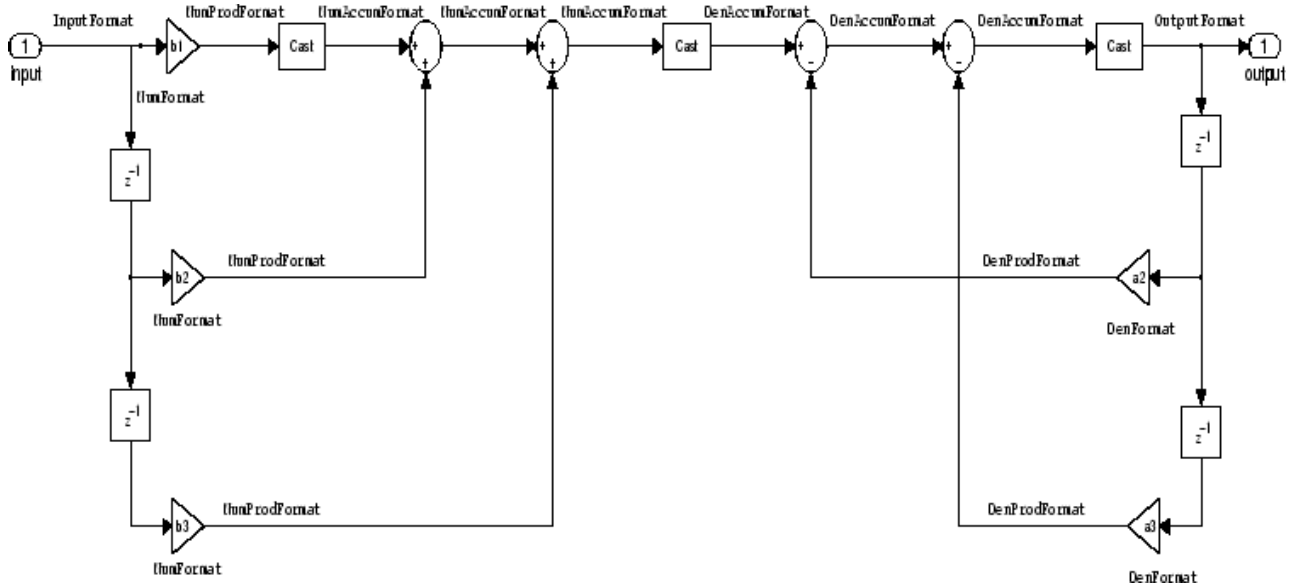 InputFormat
NumProdFormat
NumAccumFormat
NumAccumFormat
NumAccumFormat
DenAccumFormat
DenAccumFormat
DenAccumFormat
OutputFormat
1
b1
Cast
+
+
+
+
Cast
+
-
+
-
Cast
1
input
output
NumFormat
z⁻¹
z⁻¹
b2
NumProdFormat
DenProdFormat
a2
NumFormat
DenFormat
z⁻¹
z⁻¹
b3
NumProdFormat
DenProdFormat
a3
NumFormat
DenFormat